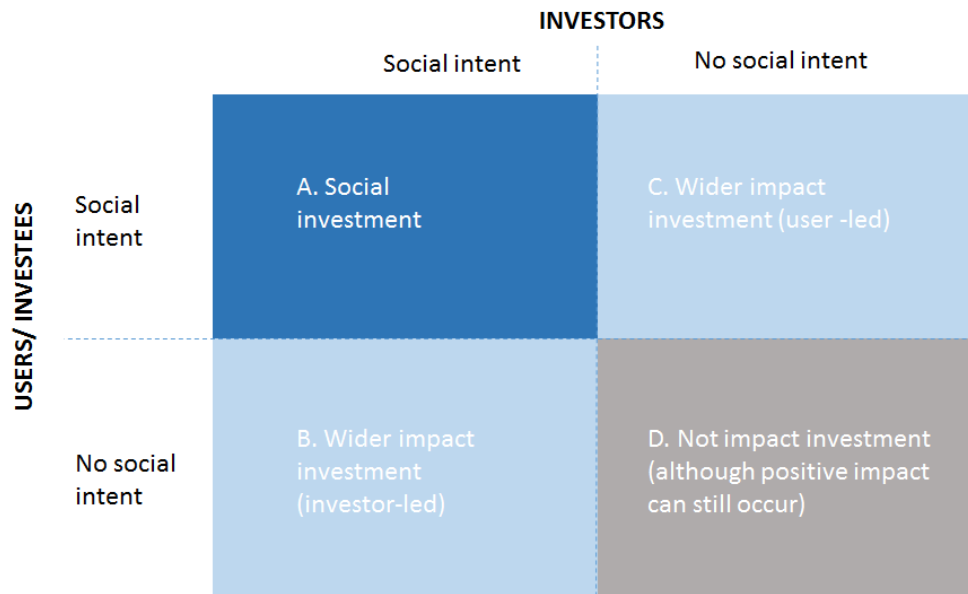 INVESTORS
Social intent
No social intent
USERS/ INVESTEES
Social
intent
A. Social
investment
C. Wider impact
investment (user -led)
No social
intent
B. Wider impact
investment
(investor-led)
D. Not impact investment
(although positive impact
can still occur)